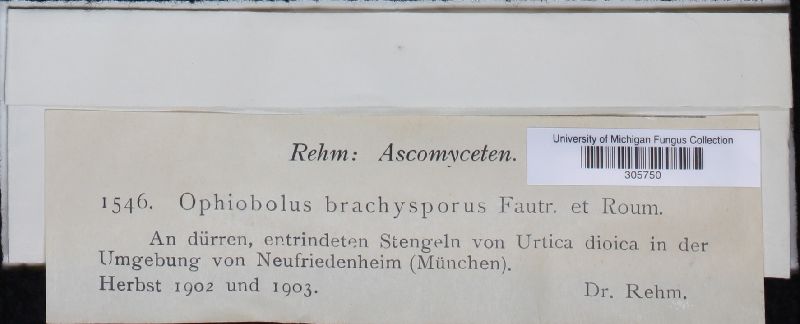 Rehm: Ascomyceten.
University of Michigan Fungus Collection
305750
1546. Ophiobolus brachysporus Fautr. et Roum.
An dürren, entrindeten Stengeln von Urtica dioica in der
Umgebung von Neufriedenheim (München).
Herbst 1902 und 1903. Dr. Rehm.